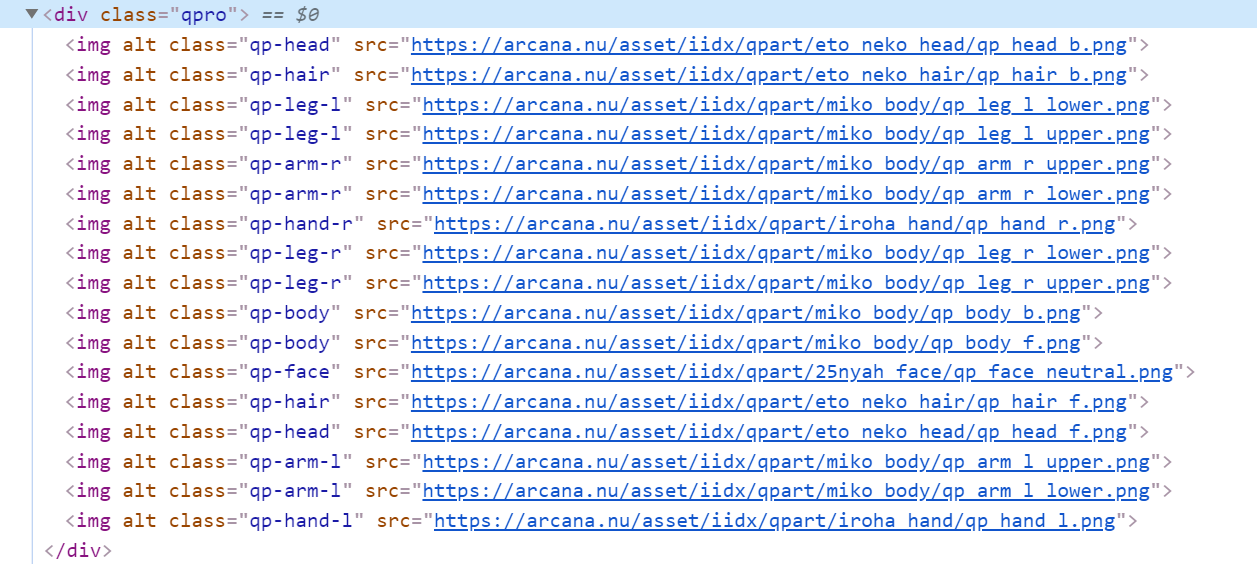 ▼<div class="qpro"> == $0
<img alt class="qp-head" src="https://arcana.nu/asset/iidx/qpart/eto_neko_head/qp_head_b.png">
<img alt class="qp-hair" src="https://arcana.nu/asset/iidx/qpart/eto_neko_hair/qp_hair_b.png">
<img alt class="qp-leg-l" src="https://arcana.nu/asset/iidx/qpart/miko_body/qp_leg_l_lower.png">
<img alt class="qp-leg-l" src="https://arcana.nu/asset/iidx/qpart/miko_body/qp_leg_l_upper.png">
<img alt class="qp-arm-r" src="https://arcana.nu/asset/iidx/qpart/miko_body/qp_arm_r_upper.png">
<img alt class="qp-arm-r" src="https://arcana.nu/asset/iidx/qpart/miko_body/qp_arm_r_lower.png">
<img alt class="qp-hand-r" src="https://arcana.nu/asset/iidx/qpart/iroha_hand/qp_hand_r.png">
<img alt class="qp-leg-r" src="https://arcana.nu/asset/iidx/qpart/miko_body/qp_leg_r_lower.png">
<img alt class="qp-leg-r" src="https://arcana.nu/asset/iidx/qpart/miko_body/qp_leg_r_upper.png">
<img alt class="qp-body" src="https://arcana.nu/asset/iidx/qpart/miko_body/qp_body_b.png">
<img alt class="qp-body" src="https://arcana.nu/asset/iidx/qpart/miko_body/qp_body_f.png">
<img alt class="qp-face" src="https://arcana.nu/asset/iidx/qpart/25nyah_face/qp_face_neutral.png">
<img alt class="qp-hair" src="https://arcana.nu/asset/iidx/qpart/eto_neko_hair/qp_hair_f.png">
<img alt class="qp-head" src="https://arcana.nu/asset/iidx/qpart/eto_neko_head/qp_head_f.png">
<img alt class="qp-arm-l" src="https://arcana.nu/asset/iidx/qpart/miko_body/qp_arm_l_upper.png">
<img alt class="qp-arm-l" src="https://arcana.nu/asset/iidx/qpart/miko_body/qp_arm_l_lower.png">
<img alt class="qp-hand-l" src="https://arcana.nu/asset/iidx/qpart/iroha_hand/qp_hand_l.png">
</div>